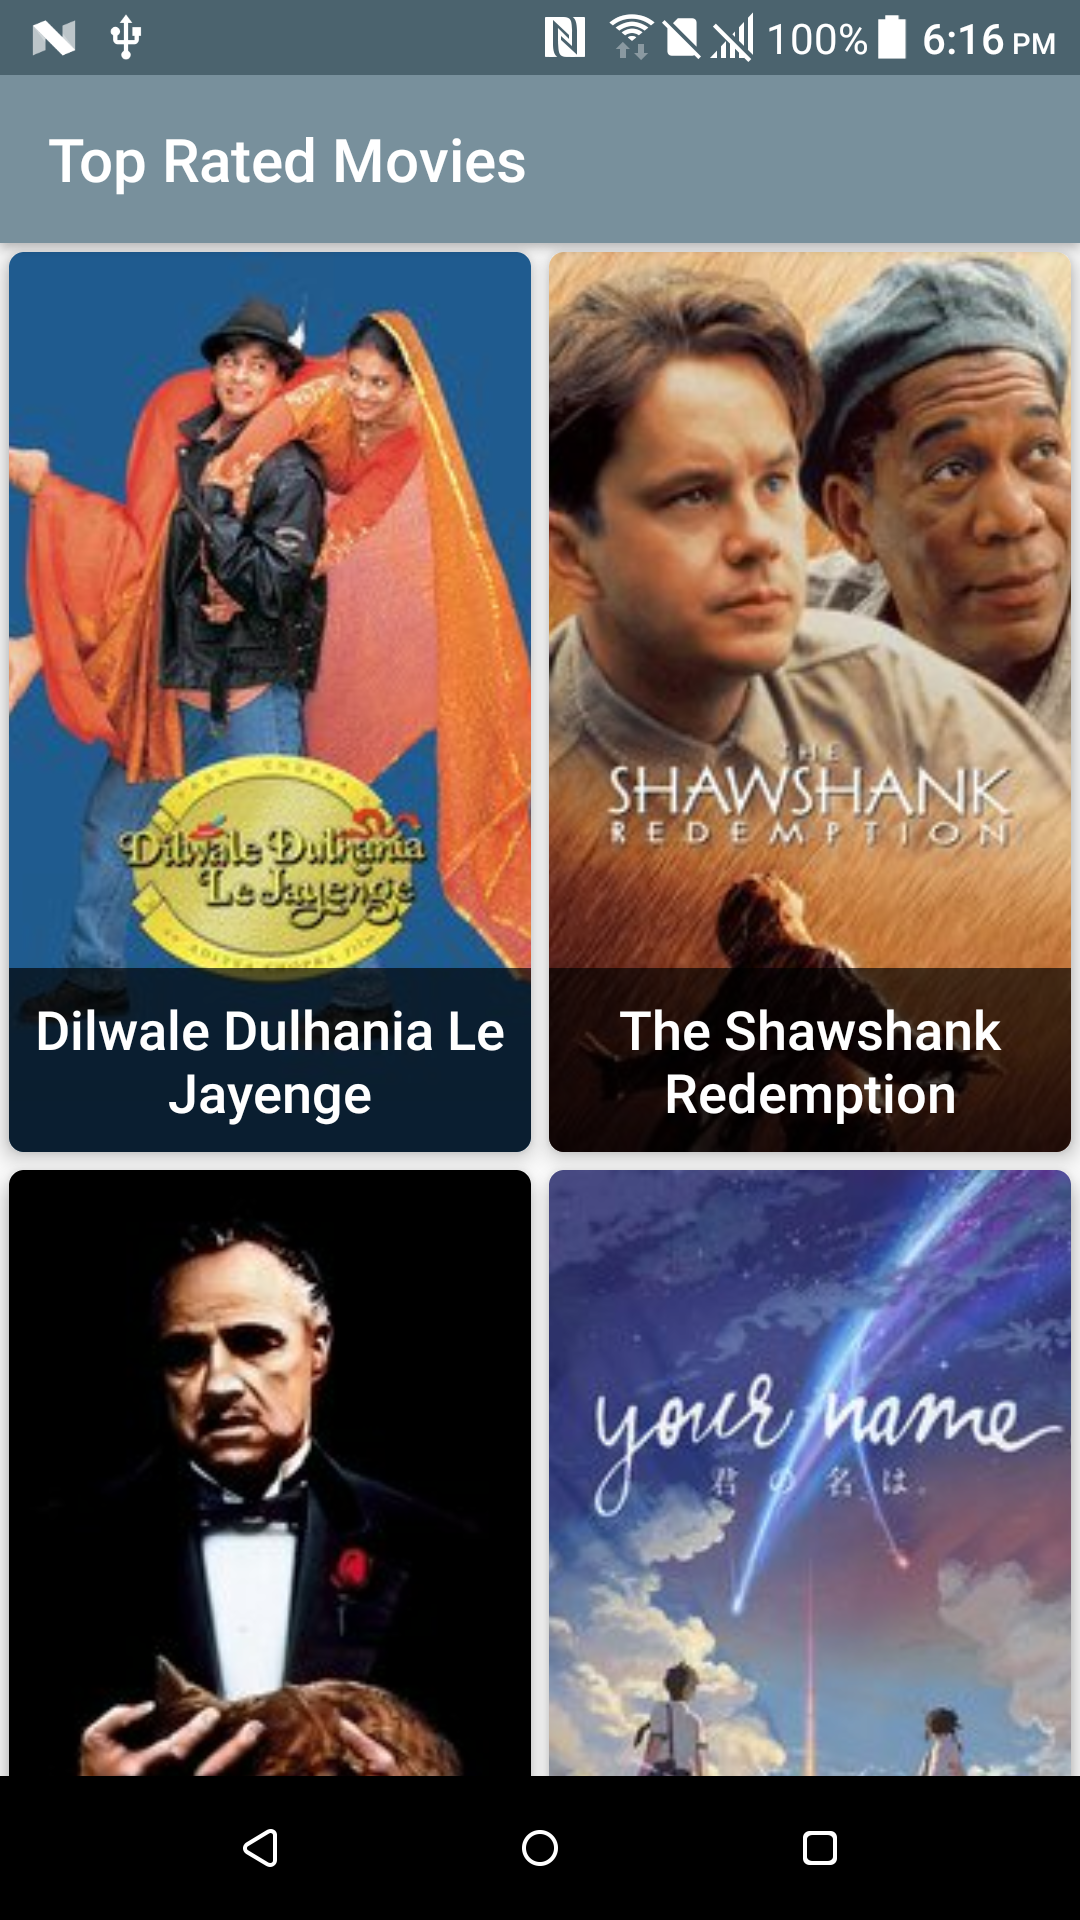 100% 6:16 PM
Top Rated Movies
Dilwale Dulhania
Le Jayenge
THE
SHAWSHANK
REDEMPTION
Dilwale Dulhania Le
Jayenge
The Shawshank
Redemption
your name
君の名は。